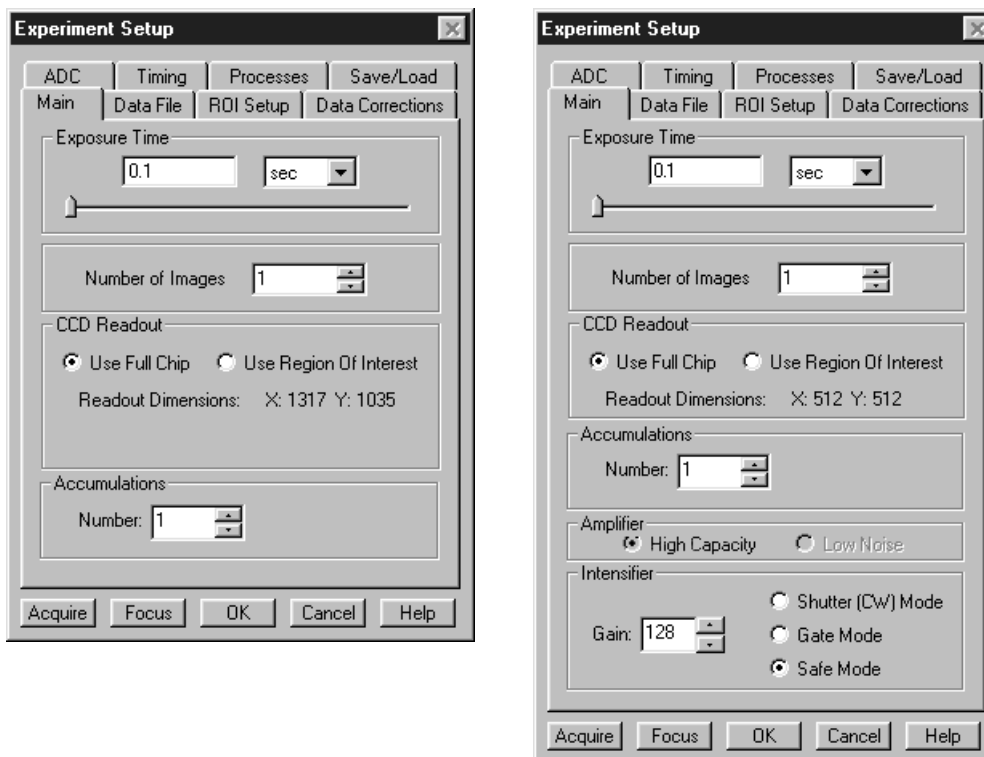 Experiment Setup
ADC Timing Processes Save/Load
Main Data File ROI Setup Data Corrections
Exposure Time
0.1 sec
Number of Images 1
CCD Readout
Use Full Chip Use Region Of Interest
Readout Dimensions: X: 1317 Y: 1035
Accumulations
Number: 1
Acquire Focus OK Cancel Help
Experiment Setup
ADC Timing Processes Save/Load
Main Data File ROI Setup Data Corrections
Exposure Time
0.1 sec
Number of Images 1
CCD Readout
Use Full Chip Use Region Of Interest
Readout Dimensions: X: 512 Y: 512
Accumulations
Number: 1
Amplifier
High Capacity Low Noise
Intensifier
Shutter (CW) Mode
Gain: 128 Gate Mode
Safe Mode
Acquire Focus OK Cancel Help